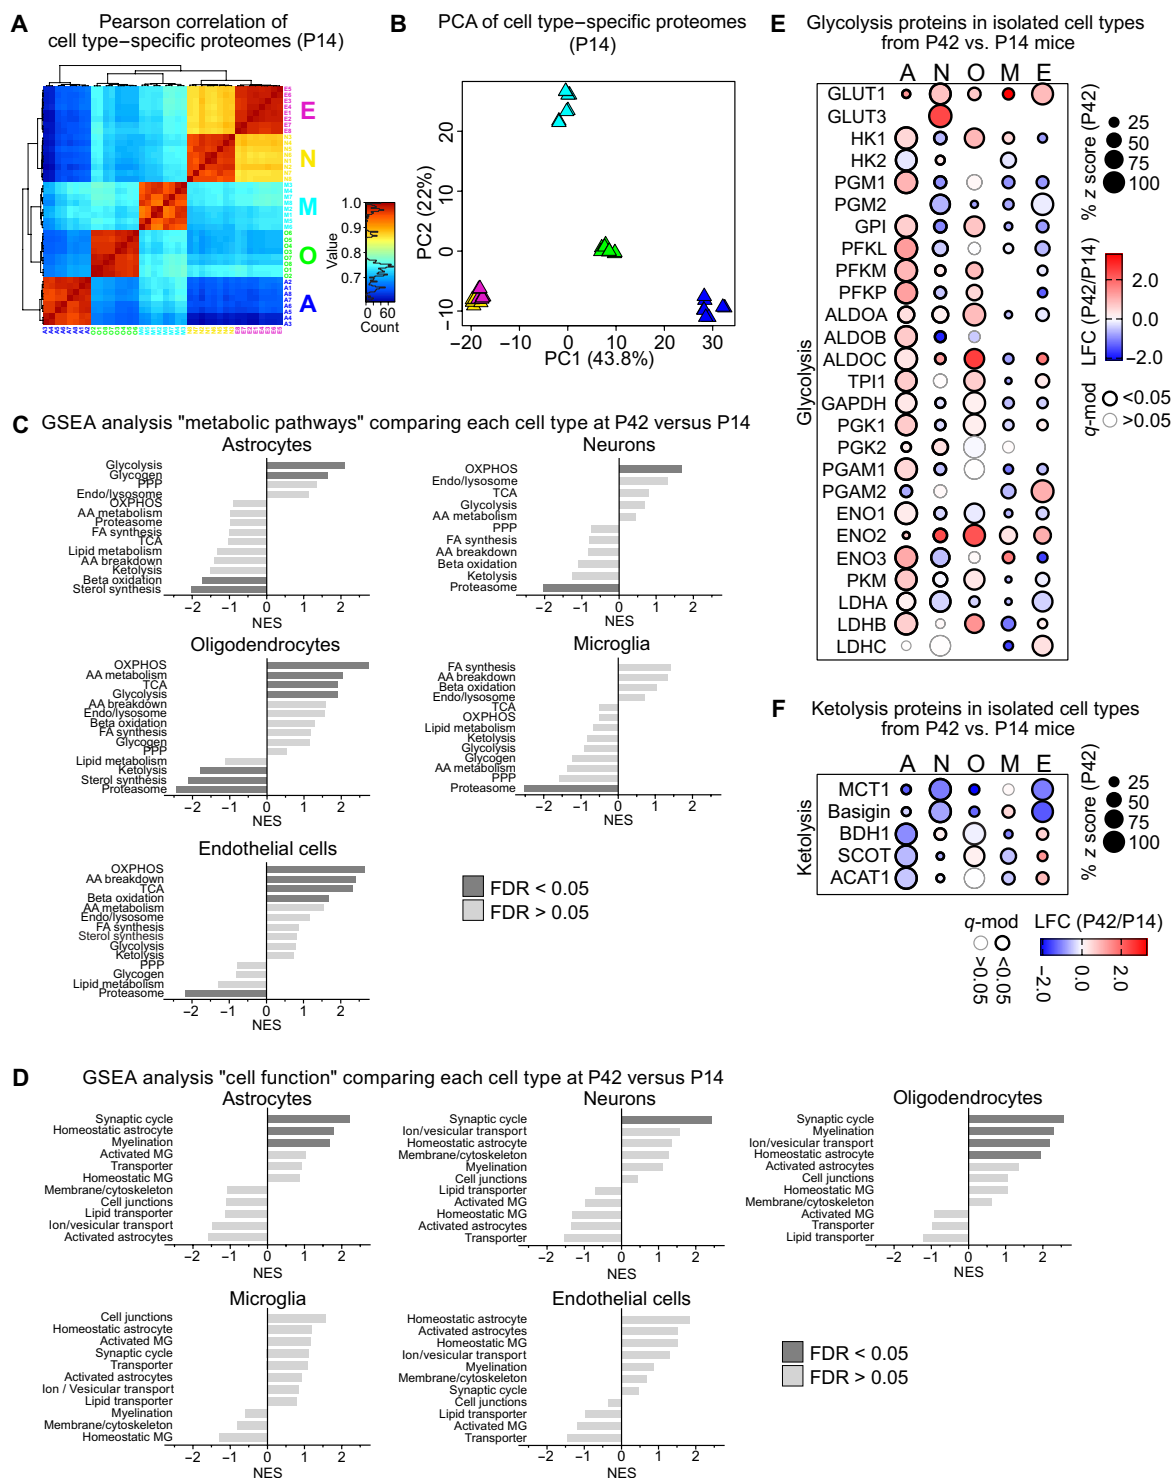 A
Pearson correlation of
cell type–specific proteomes (P14)
E
N
M
O
A
1.0
0.9
0.8
0.7
Value
0 60
Count
B
PCA of cell type–specific proteomes
(P14)
PC2 (22%)
20
10
0
−10
−20 −10 0 10 20 30
PC1 (43.8%)
C GSEA analysis "metabolic pathways" comparing each cell type at P42 versus P14
Astrocytes
Glycolysis
Glycogen
PPP
Endo/lysosome
OXPHOS
AA metabolism
Proteasome
FA synthesis
TCA
Lipid metabolism
AA breakdown
Ketolysis
Beta oxidation
Sterol synthesis
−2 −1 0 1 2
NES
Neurons
OXPHOS
Endo/lysosome
TCA
Glycolysis
AA metabolism
PPP
FA synthesis
AA breakdown
Beta oxidation
Ketolysis
Proteasome
−2 −1 0 1 2
NES
Oligodendrocytes
OXPHOS
AA metabolism
TCA
Glycolysis
AA breakdown
Endo/lysosome
Beta oxidation
FA synthesis
Glycogen
PPP
Lipid metabolism
Ketolysis
Sterol synthesis
Proteasome
−2 −1 0 1 2
NES
Microglia
FA synthesis
AA breakdown
Beta oxidation
Endo/lysosome
TCA
OXPHOS
Lipid metabolism
Ketolysis
Glycolysis
Glycogen
AA metabolism
PPP
Proteasome
−2 −1 0 1 2
NES
Endothelial cells
OXPHOS
AA breakdown
TCA
Beta oxidation
AA metabolism
Endo/lysosome
FA synthesis
Sterol synthesis
Glycolysis
Ketolysis
PPP
Glycogen
Lipid metabolism
Proteasome
−2 −1 0 1 2
NES
FDR < 0.05
FDR > 0.05
D GSEA analysis "cell function" comparing each cell type at P42 versus P14
Astrocytes
Synaptic cycle
Homeostatic astrocyte
Myelination
Activated MG
Transporter
Homeostatic MG
Membrane/cytoskeleton
Cell junctions
Lipid transporter
Ion/vesicular transport
Activated astrocytes
−2 −1 0 1 2
NES
Neurons
Synaptic cycle
Ion/vesicular transport
Homeostatic astrocyte
Membrane/cytoskeleton
Myelination
Cell junctions
Lipid transporter
Activated MG
Homeostatic MG
Activated astrocytes
Transporter
−2 −1 0 1 2
NES
Oligodendrocytes
Synaptic cycle
Myelination
Ion/vesicular transport
Homeostatic astrocyte
Activated astrocytes
Cell junctions
Homeostatic MG
Membrane/cytoskeleton
Activated MG
Transporter
Lipid transporter
−2 −1 0 1 2
NES
Microglia
Cell junctions
Homeostatic astrocyte
Activated MG
Synaptic cycle
Transporter
Activated astrocytes
Ion / Vesicular transport
Lipid transporter
Myelination
Membrane/cytoskeleton
Homeostatic MG
−2 −1 0 1 2
NES
Endothelial cells
Homeostatic astrocyte
Activated astrocytes
Homeostatic MG
Ion/vesicular transport
Myelination
Membrane/cytoskeleton
Synaptic cycle
Cell junctions
Lipid transporter
Activated MG
Transporter
−2 −1 0 1 2
NES
FDR < 0.05
FDR > 0.05
E Glycolysis proteins in isolated cell types
from P42 vs. P14 mice
A N O M E
Glycolysis
GLUT1
GLUT3
HK1
HK2
PGM1
PGM2
GPI
PFKL
PFKM
PFKP
ALDOA
ALDOB
ALDOC
TPI1
GAPDH
PGK1
PGK2
PGAM1
PGAM2
ENO1
ENO2
ENO3
PKM
LDHA
LDHB
LDHC
% z score (P42)
25
50
75
100
LFC (P42/P14)
2.0
0.0
−2.0
q-mod
<0.05
>0.05
F Ketolysis proteins in isolated cell types
from P42 vs. P14 mice
A N O M E
Ketolysis
MCT1
Basigin
BDH1
SCOT
ACAT1
% z score (P42)
25
50
75
100
q-mod
>0.05
<0.05
LFC (P42/P14)
−2.0
0.0
2.0